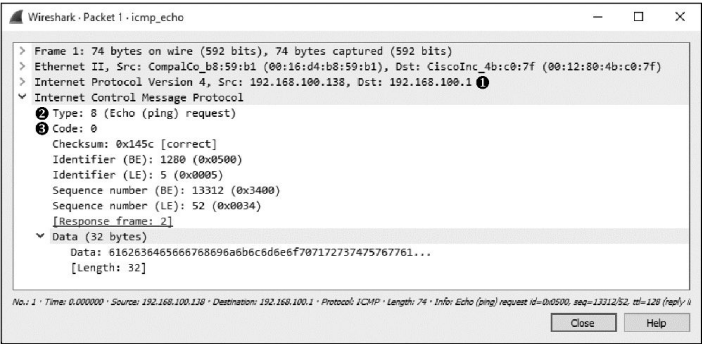 Wireshark · Packet 1 · icmp_echo
> Frame 1: 74 bytes on wire (592 bits), 74 bytes captured (592 bits)
> Ethernet II, Src: CompalCo_b8:59:b1 (00:16:d4:b8:59:b1), Dst: CiscoInc_4b:c0:7f (00:12:80:4b:c0:7f)
> Internet Protocol Version 4, Src: 192.168.100.138, Dst: 192.168.100.1 ❶
Internet Control Message Protocol
❷ Type: 8 (Echo (ping) request)
❸ Code: 0
Checksum: 0x145c [correct]
Identifier (BE): 1280 (0x0500)
Identifier (LE): 5 (0x0005)
Sequence number (BE): 13312 (0x3400)
Sequence number (LE): 52 (0x0034)
[Response frame: 2]
Data (32 bytes)
Data: 6162636465666768696a6b6c6d6e6f707172737475767761...
[Length: 32]
No.: 1 · Time: 0.000000 · Source: 192.168.100.138 · Destination: 192.168.100.1 · Protocol: ICMP · Length: 74 · Info: Echo (ping) request id=0x0500, seq=13312/52, ttl=128 (reply i
Close Help